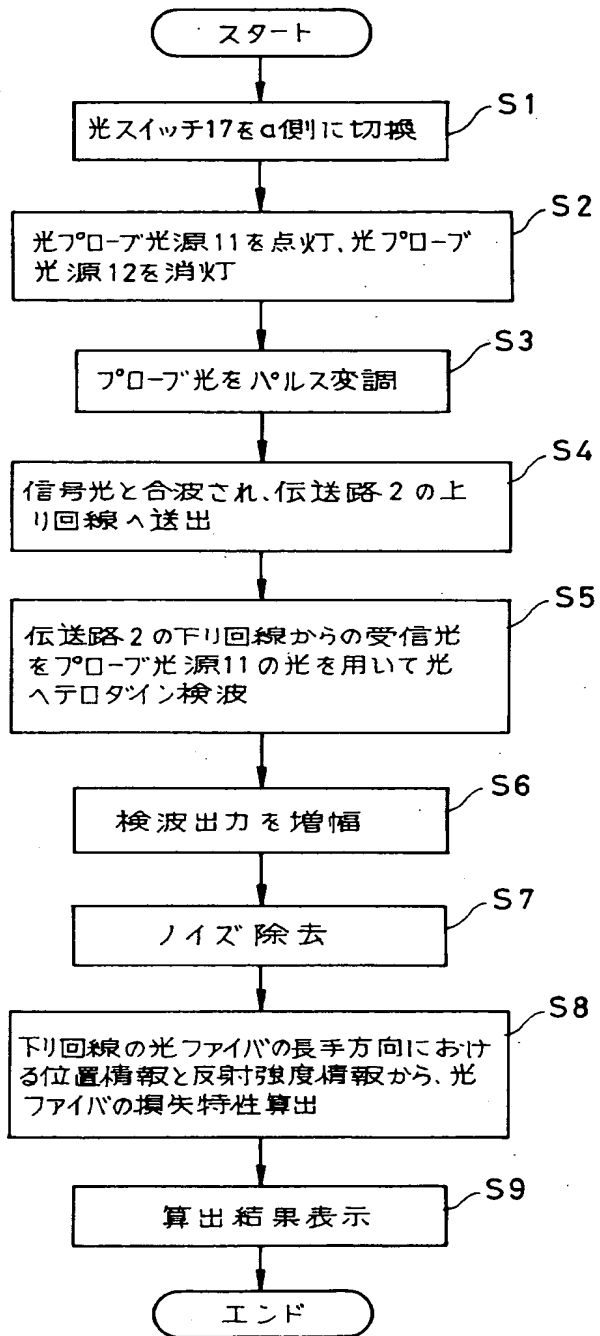 スタート
S1
光スイッチ17をa側に切換
S2
光プローブ光源11を点灯、光プローブ
光源12を消灯
S3
プローブ光をパルス変調
S4
信号光と合波され、伝送路2の上
り回線へ送出
S5
伝送路2の下り回線からの受信光
をプローブ光源11の光を用いて光
ヘテロダイン検波
S6
検波出力を増幅
S7
ノイズ除去
S8
下り回線の光ファイバの長手方向におけ
る位置情報と反射強度情報から、光
ファイバの損失特性算出
S9
算出結果表示
エンド